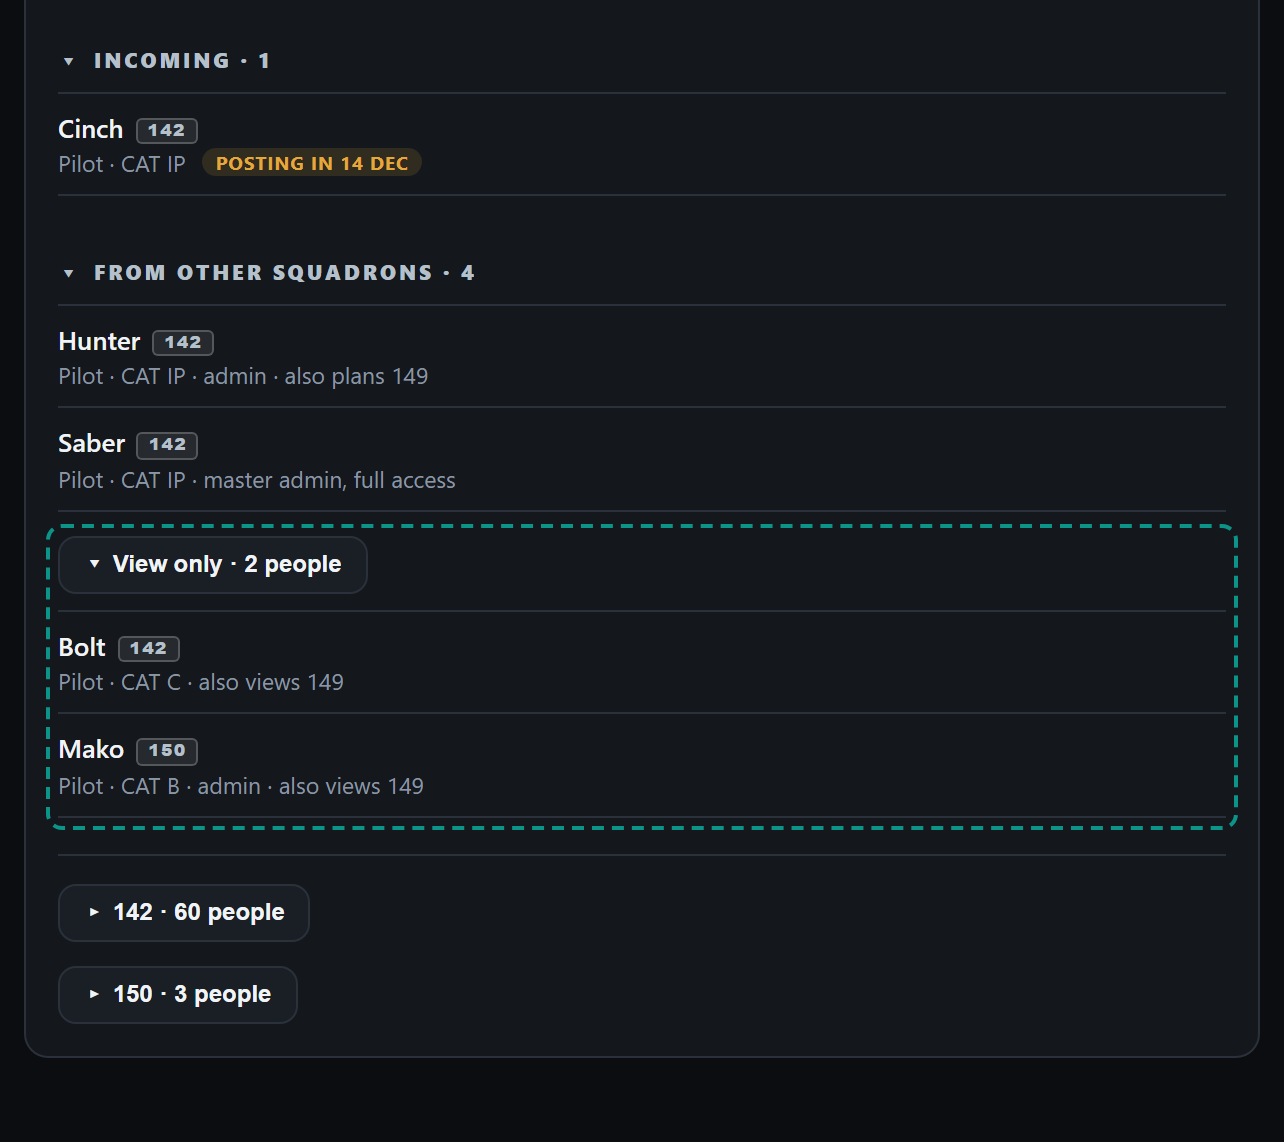 ▼ INCOMING · 1
Cinch 142
Pilot · CAT IP POSTING IN 14 DEC
▼ FROM OTHER SQUADRONS · 4
Hunter 142
Pilot · CAT IP · admin · also plans 149
Saber 142
Pilot · CAT IP · master admin, full access
▼ View only · 2 people
Bolt 142
Pilot · CAT C · also views 149
Mako 150
Pilot · CAT B · admin · also views 149
► 142 · 60 people
► 150 · 3 people